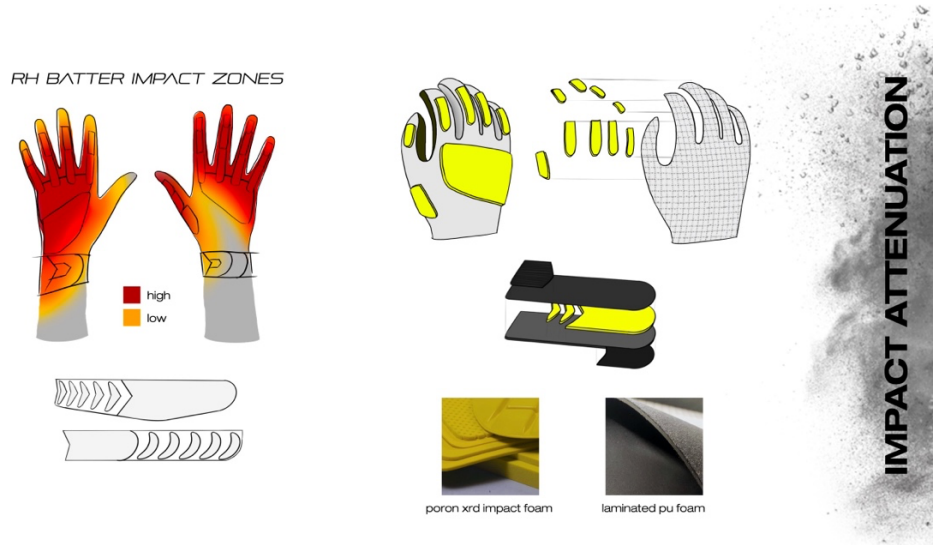 RH BATTER IMPACT ZONES
high
low
poron xrd impact foam
laminated pu foam
IMPACT ATTENUATION